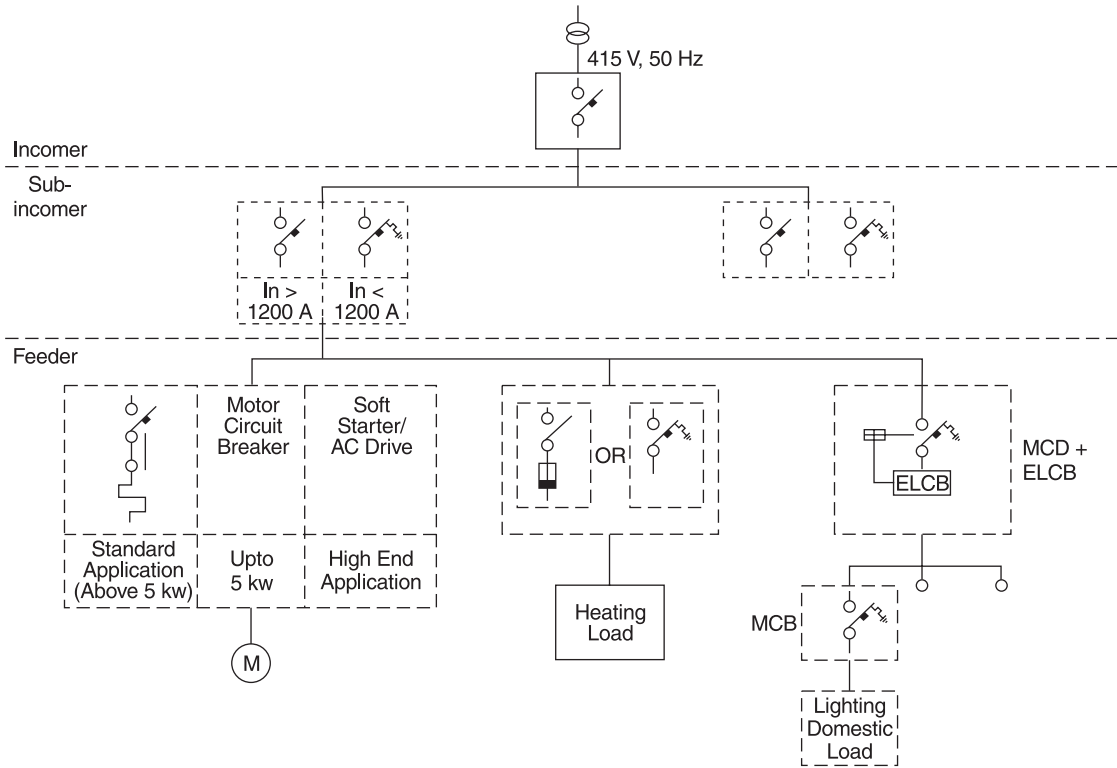 415 V, 50 Hz
Incomer
Sub-
incomer
In >
1200 A
In <
1200 A
Feeder
Motor
Circuit
Breaker
Soft
Starter/
AC Drive
OR
ELCB
MCD +
ELCB
Standard
Application
(Above 5 kw)
Upto
5 kw
High End
Application
M
Heating
Load
MCB
Lighting
Domestic
Load